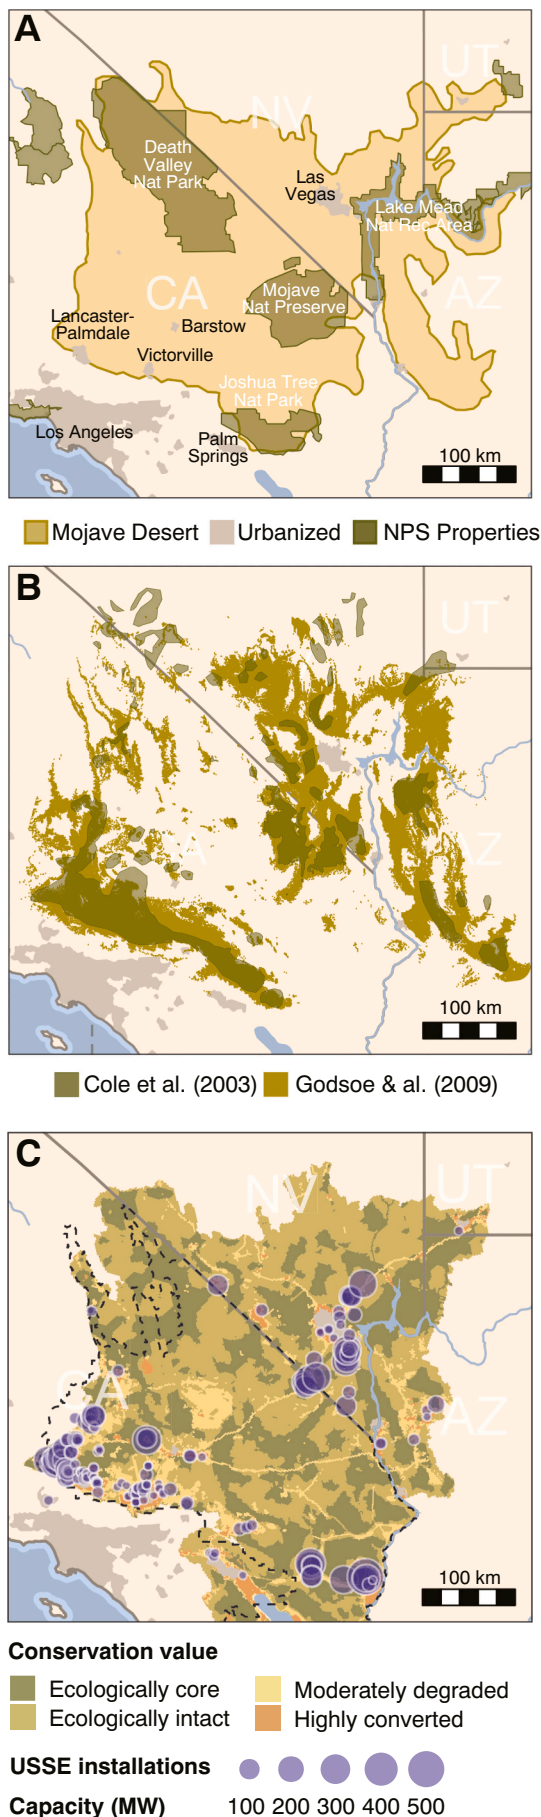 A
UT
NV
Death
Valley
Nat Park
Las
Vegas
Lake Mead
Nat Rec Area
CA
Mojave
Nat Preserve
AZ
Lancaster-
Palmdale
Barstow
Victorville
Joshua Tree
Nat Park
Los Angeles
Palm
Springs
100 km
Mojave Desert Urbanized NPS Properties
B
UT
AZ
100 km
Cole et al. (2003) Godsoe & al. (2009)
C
NV
UT
CA
AZ
100 km
Conservation value
Ecologically core Moderately degraded
Ecologically intact Highly converted
USSE installations
Capacity (MW) 100 200 300 400 500